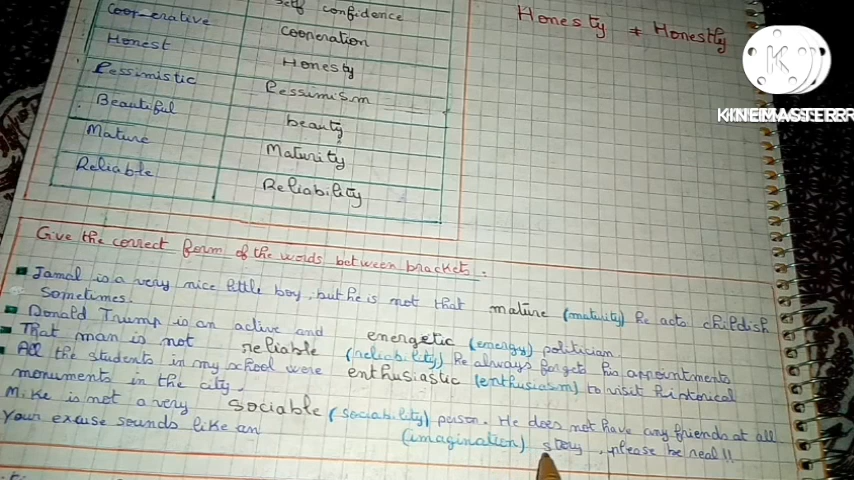 Self confidence
Cooperative Cooperation
Honest Honesty
Pessimistic Pessimism
Beautiful beauty
Mature Maturity
Reliable Reliability
Honesty ≠ Honestly
KINEMASTER
Give the correct form of the words between brackets.
Jamal is a very nice little boy, but he is not that mature (maturity) he acts childish
sometimes.
Donald Trump is an active and energetic (energy) politician
That man is not reliable (reliability) he always forgets his appointments
All the students in my school were enthusiastic (enthusiasm) to visit historical
monuments in the city.
Mike is not a very sociable (sociability) person. He does not have any friends at all
Your excuse sounds like an (imagination) story, please be real!!